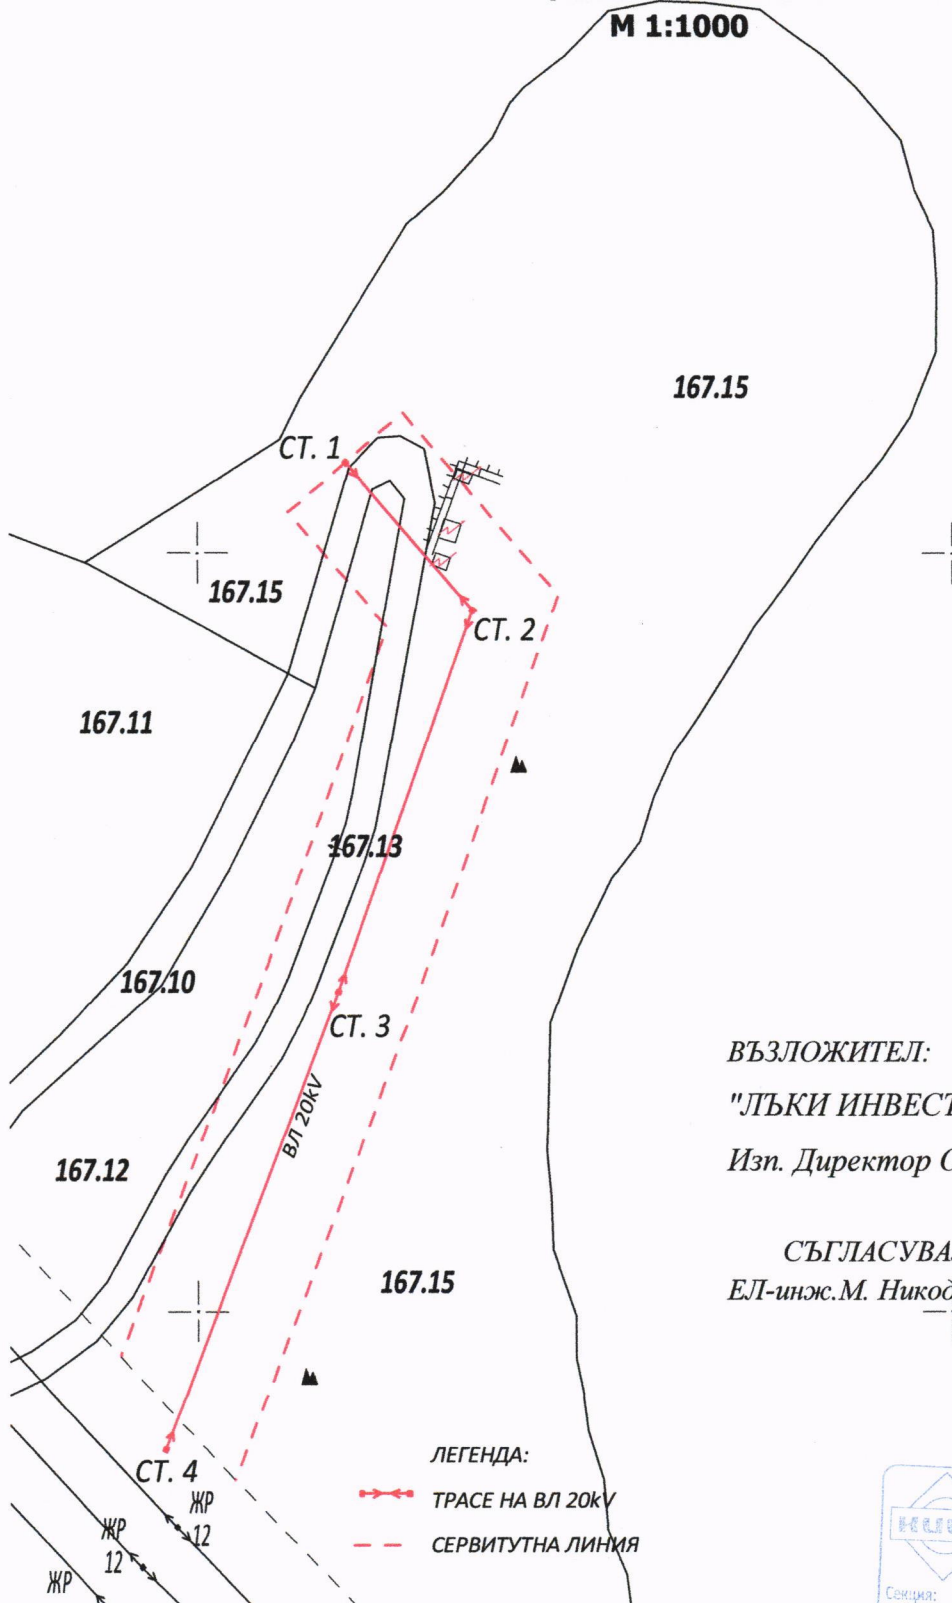 М 1:1000
167.15
СТ. 1
167.15
СТ. 2
167.11
167.13
167.10
СТ. 3
ВЪЗЛОЖИТЕЛ:
ВЛ 20kV
"ЛЪКИ ИНВЕСТ
167.12
Изп. Директор С
СЪГЛАСУВА
167.15
ЕЛ-инж.М. Никод
ЛЕГЕНДА:
СТ. 4
ТРАСЕ НА ВЛ 20kV
ЖР
12
ЖР
12
СЕРВИТУТНА ЛИНИЯ
ЖР
Секция: